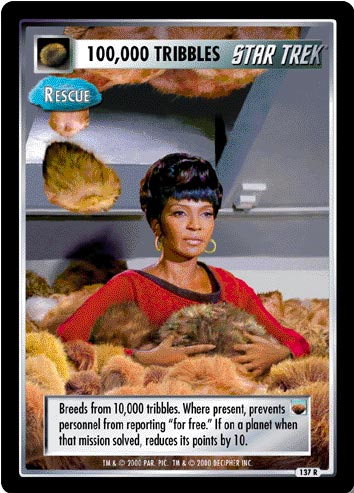 100,000 TRIBBLES STAR TREK
RESCUE
Breeds from 10,000 tribbles. Where present, prevents
personnel from reporting “for free.” If on a planet when
that mission solved, reduces its points by 10.
TM & © 2000 PAR. PIC. TM & © 2000 DECIPHER INC.
137 R